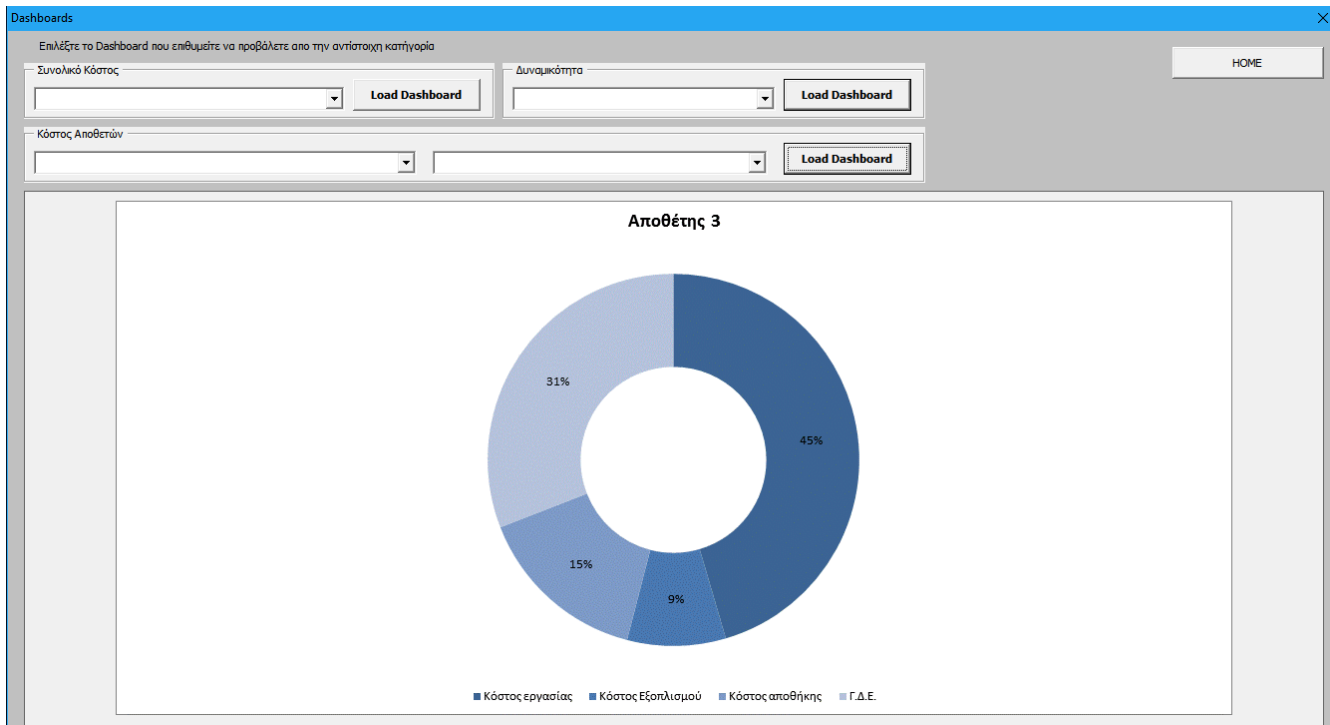 Dashboards
Επιλέξτε το Dashboard που επιθυμείτε να προβάλετε απο την αντίστοιχη κατήγορία
HOME
Συνολικό Κόστος
Load Dashboard
Δυναμικότητα
Load Dashboard
Κόστος Αποθετών
Load Dashboard
Αποθέτης 3
31%
45%
15%
9%
Κόστος εργασίας Κόστος Εξοπλισμού Κόστος αποθήκης Γ.Δ.Ε.